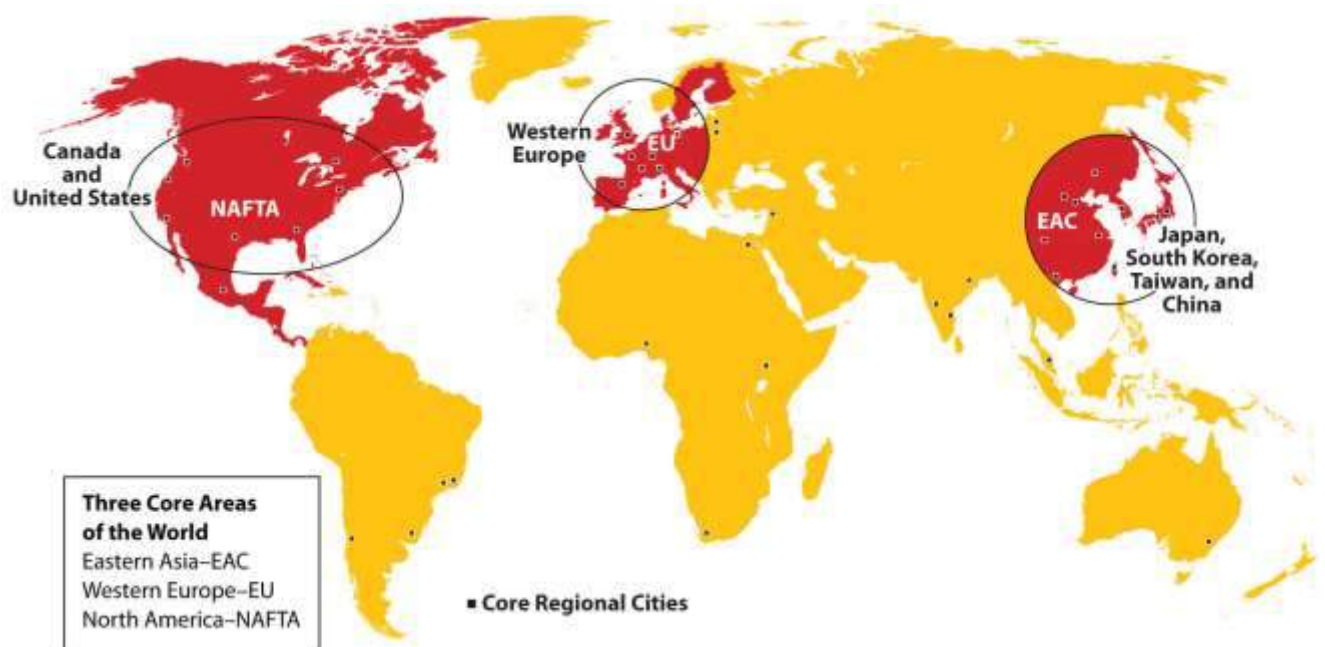 Canada
and
United States
NAFTA
Western
Europe
EU
EAC
Japan,
South Korea,
Taiwan, and
China
Three Core Areas
of the World
Eastern Asia–EAC
Western Europe–EU
North America–NAFTA
Core Regional Cities